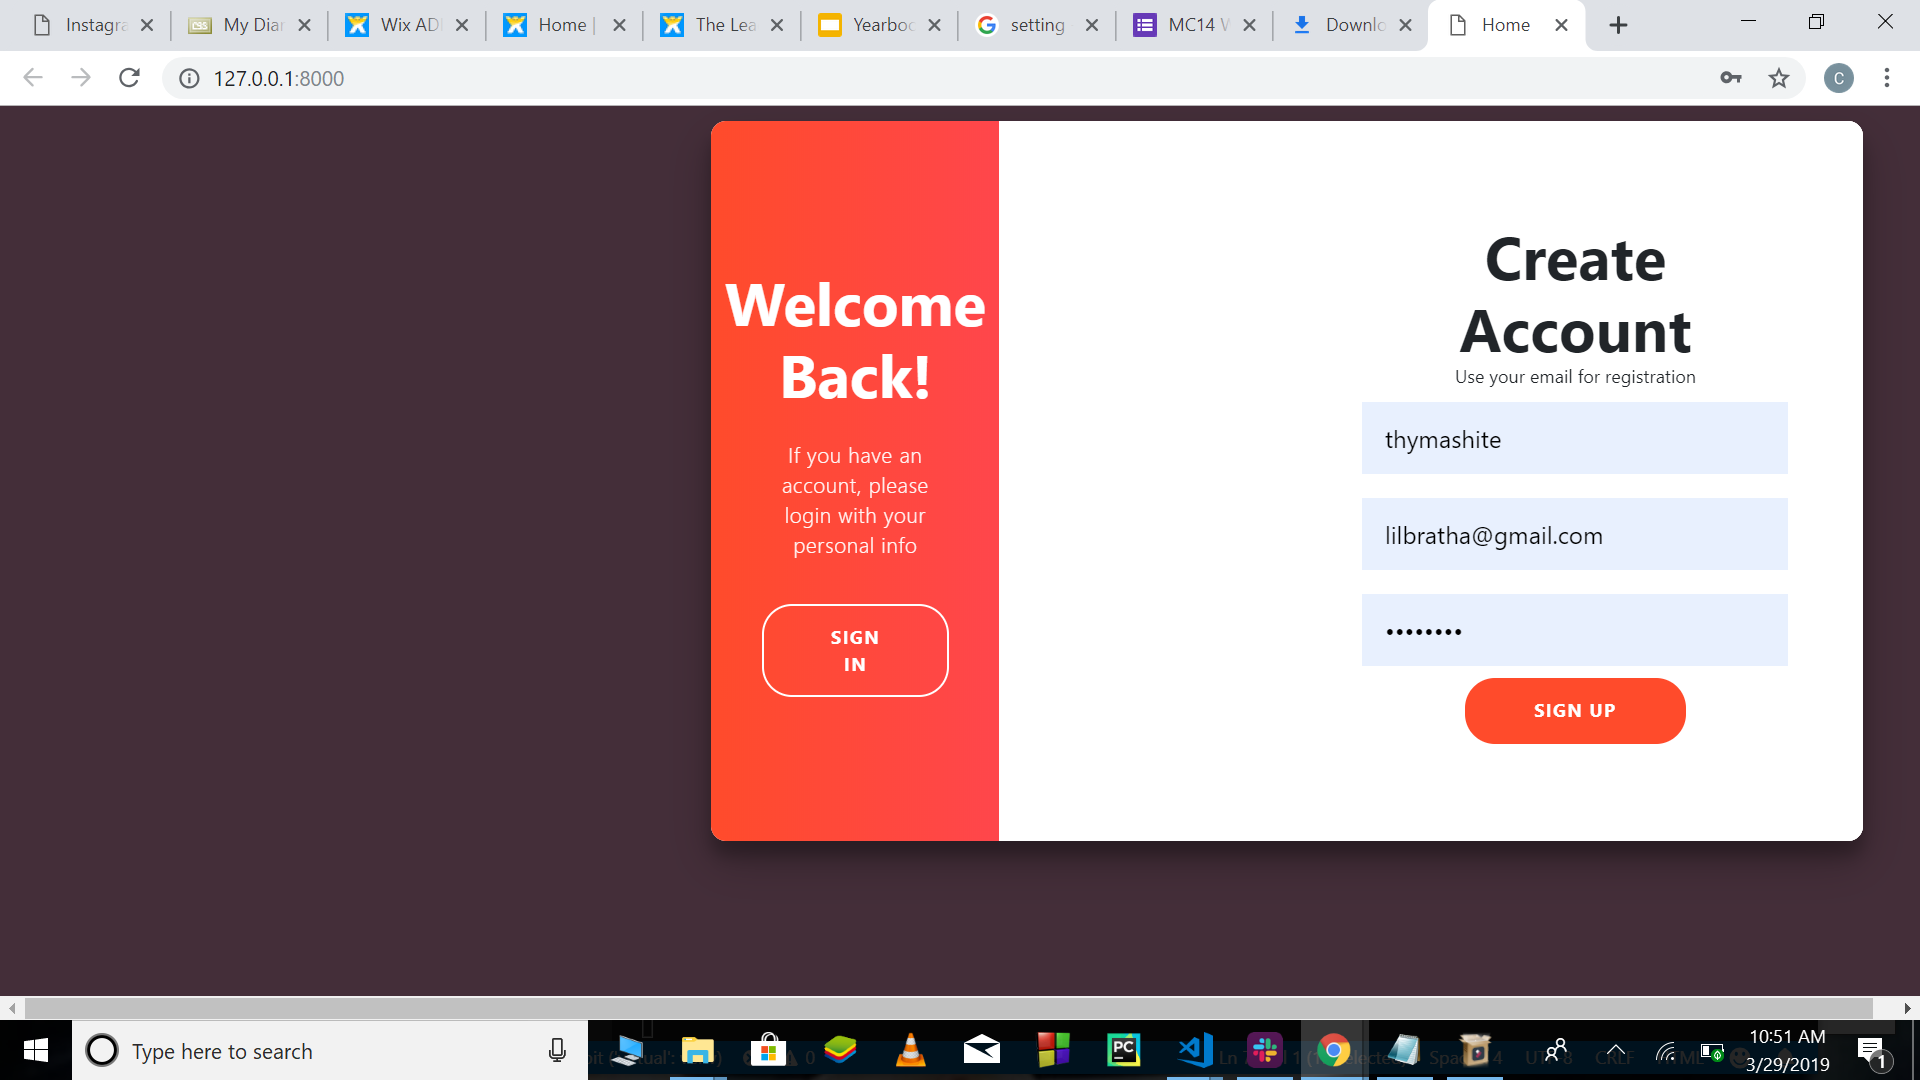 Instagra
My Diar
Wix AD
Home |
The Lea
Yearboo
setting
MC14 W
Downlo
Home
127.0.0.1:8000
C
Welcome
Back!
If you have an
account, please
login with your
personal info
SIGN
IN
Create
Account
Use your email for registration
thymashite
lilbratha@gmail.com
••••••••
SIGN UP
Type here to search
PC
10:51 AM
3/29/2019
1